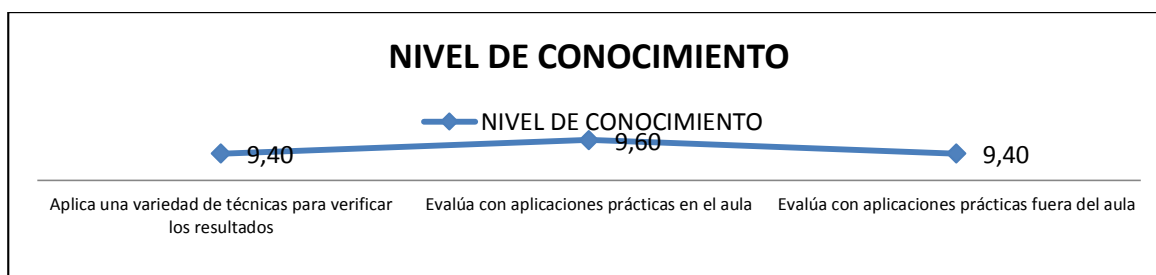 NIVEL DE CONOCIMIENTO
NIVEL DE CONOCIMIENTO
9,40
9,60
9,40
Aplica una variedad de técnicas para verificar
los resultados
Evalúa con aplicaciones prácticas en el aula
Evalúa con aplicaciones prácticas fuera del aula